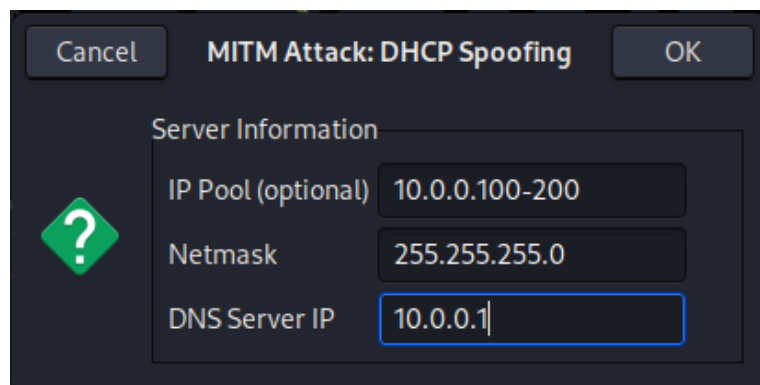 Cancel MITM Attack: DHCP Spoofing OK
Server Information
IP Pool (optional) 10.0.0.100-200
Netmask 255.255.255.0
DNS Server IP 10.0.0.1